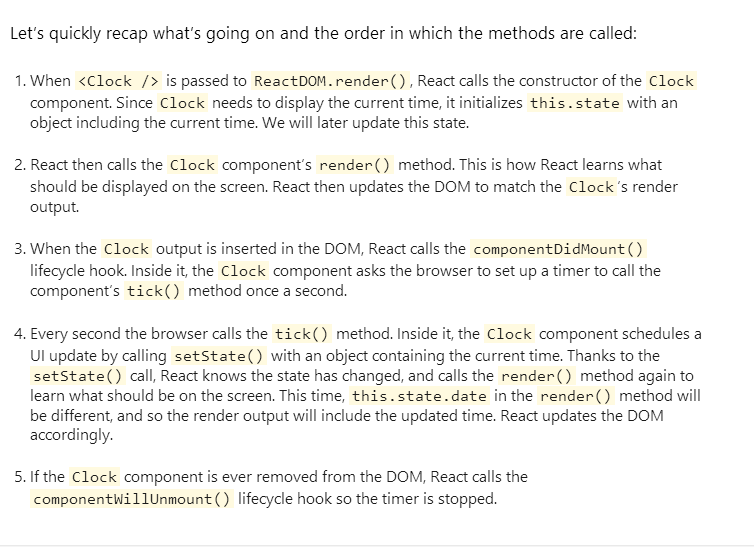 Let's quickly recap what's going on and the order in which the methods are called:
1. When <Clock /> is passed to ReactDOM.render(), React calls the constructor of the Clock
component. Since Clock needs to display the current time, it initializes this.state with an
object including the current time. We will later update this state.
2. React then calls the Clock component's render() method. This is how React learns what
should be displayed on the screen. React then updates the DOM to match the Clock's render
output.
3. When the Clock output is inserted in the DOM, React calls the componentDidMount()
lifecycle hook. Inside it, the Clock component asks the browser to set up a timer to call the
component's tick() method once a second.
4. Every second the browser calls the tick() method. Inside it, the Clock component schedules a
UI update by calling setState() with an object containing the current time. Thanks to the
setState() call, React knows the state has changed, and calls the render() method again to
learn what should be on the screen. This time, this.state.date in the render() method will
be different, and so the render output will include the updated time. React updates the DOM
accordingly.
5. If the Clock component is ever removed from the DOM, React calls the
componentWillUnmount() lifecycle hook so the timer is stopped.